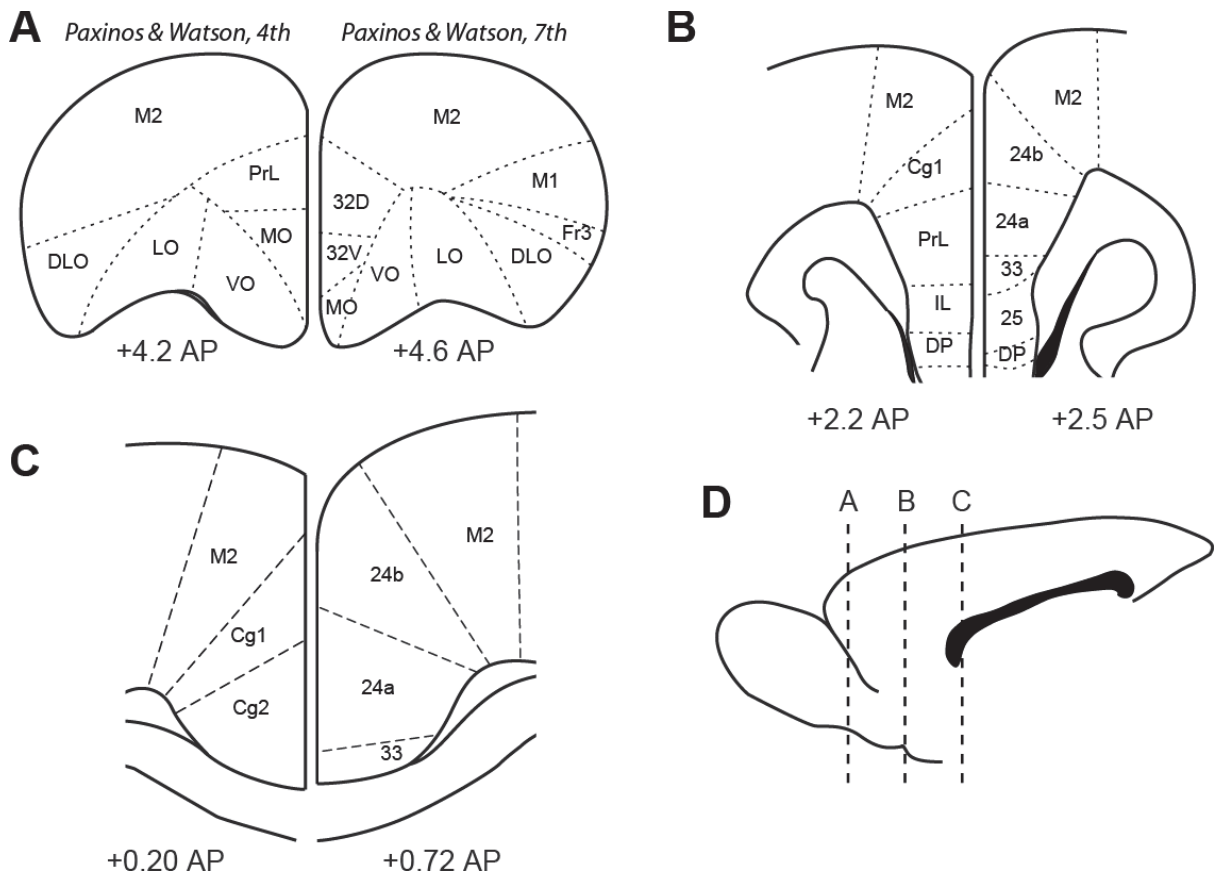 A
Paxinos & Watson, 4th
Paxinos & Watson, 7th
M2
PrL
MO
LO
DLO
VO
+4.2 AP
M2
M1
32D
Fr3
32V
LO
DLO
VO
MO
+4.6 AP
B
M2
Cg1
PrL
IL
DP
+2.2 AP
M2
24b
24a
33
25
DP
+2.5 AP
C
M2
Cg1
Cg2
+0.20 AP
M2
24b
24a
33
+0.72 AP
D
A B C